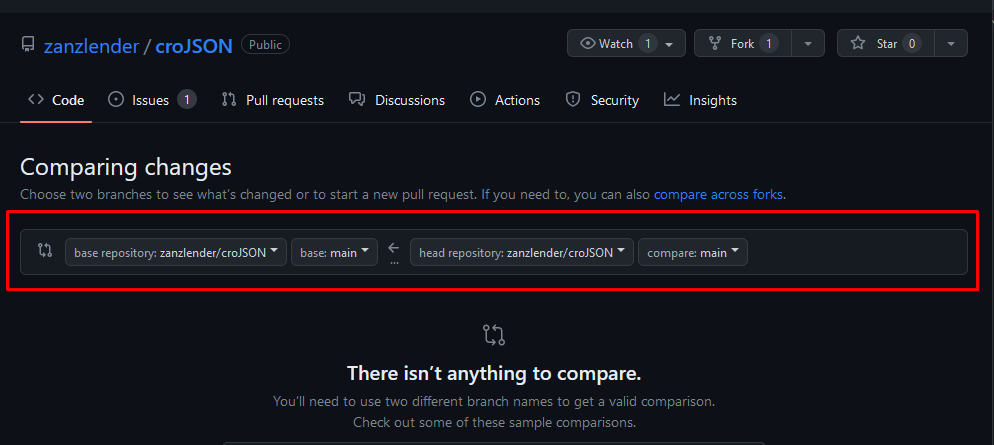 zanzlender / croJSON Public Watch 1 Fork 1 Star 0
Code Issues 1 Pull requests Discussions Actions Security Insights
Comparing changes
Choose two branches to see what's changed or to start a new pull request. If you need to, you can also compare across forks.
base repository: zanzlender/croJSON base: main ... head repository: zanzlender/croJSON compare: main
There isn't anything to compare.
You'll need to use two different branch names to get a valid comparison.
Check out some of these sample comparisons.